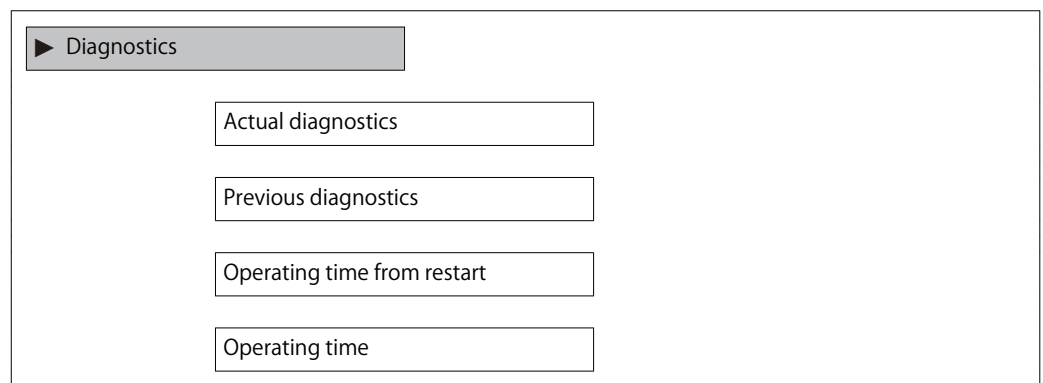 ▶ Diagnostics
Actual diagnostics
Previous diagnostics
Operating time from restart
Operating time